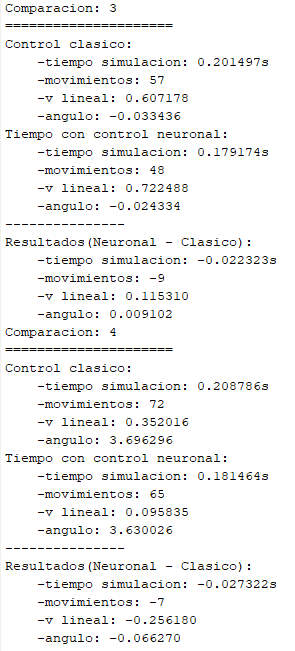 Comparacion: 3
=====================
Control clasico:
    -tiempo simulacion: 0.201497s
    -movimientos: 57
    -v lineal: 0.607178
    -angulo: -0.033436
Tiempo con control neuronal:
    -tiempo simulacion: 0.179174s
    -movimientos: 48
    -v lineal: 0.722488
    -angulo: -0.024334
---------------
Resultados(Neuronal - Clasico):
    -tiempo simulacion: -0.022323s
    -movimientos: -9
    -v lineal: 0.115310
    -angulo: 0.009102
Comparacion: 4
=====================
Control clasico:
    -tiempo simulacion: 0.208786s
    -movimientos: 72
    -v lineal: 0.352016
    -angulo: 3.696296
Tiempo con control neuronal:
    -tiempo simulacion: 0.181464s
    -movimientos: 65
    -v lineal: 0.095835
    -angulo: 3.630026
---------------
Resultados(Neuronal - Clasico):
    -tiempo simulacion: -0.027322s
    -movimientos: -7
    -v lineal: -0.256180
    -angulo: -0.066270